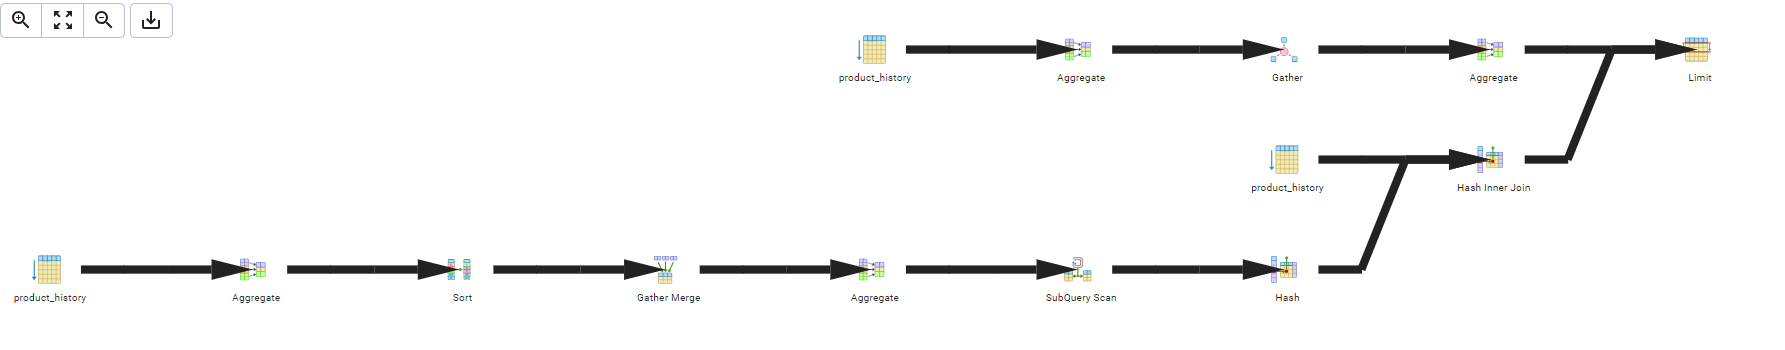 product_history
Aggregate
Gather
Aggregate
Limit
product_history
Hash Inner Join
product_history
Aggregate
Sort
Gather Merge
Aggregate
SubQuery Scan
Hash